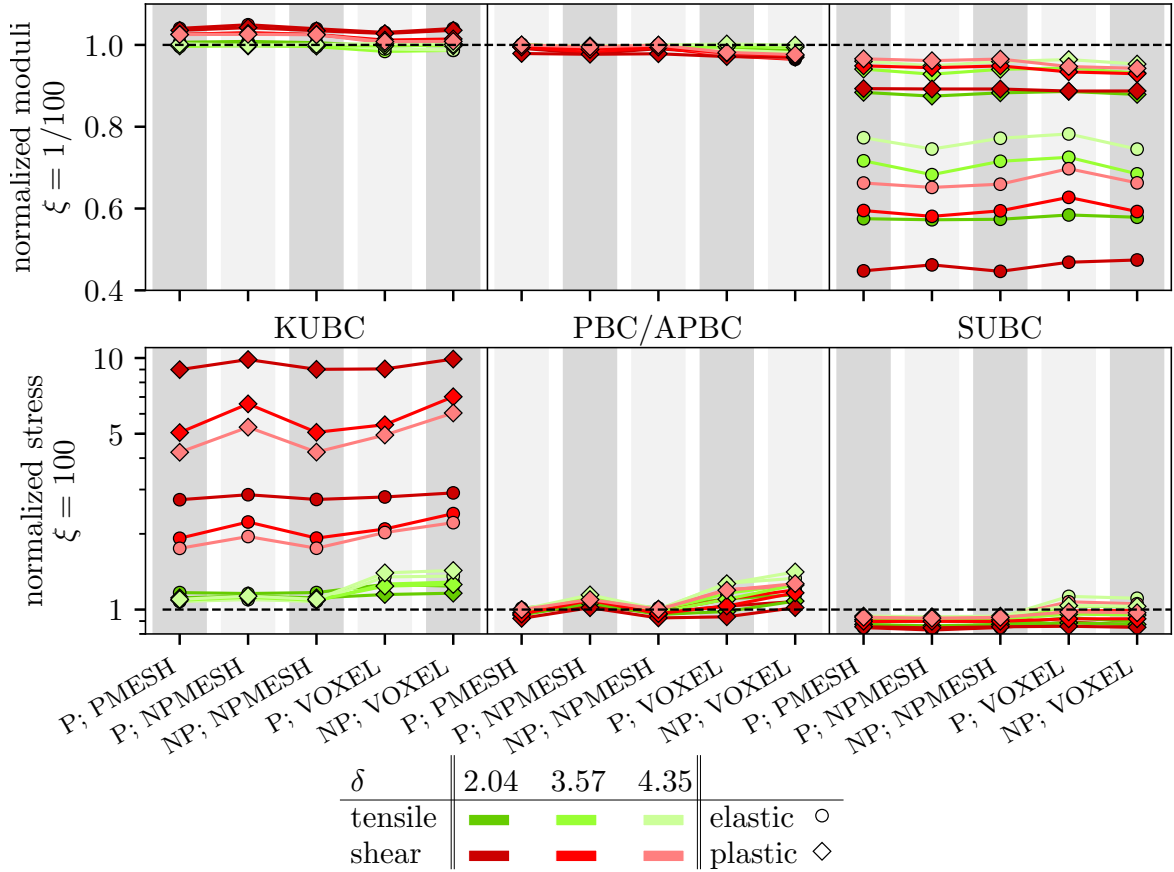 normalized moduli
ξ = 1/100
1.0
0.8
0.6
0.4
KUBC PBC/APBC SUBC
normalized stress
ξ = 100
10
5
1
P; PMESH
P; NPMESH
NP; NPMESH
P; VOXEL
NP; VOXEL
P; PMESH
P; NPMESH
NP; NPMESH
P; VOXEL
NP; VOXEL
P; PMESH
P; NPMESH
NP; NPMESH
P; VOXEL
NP; VOXEL
δ 2.04 3.57 4.35
tensile elastic
shear plastic